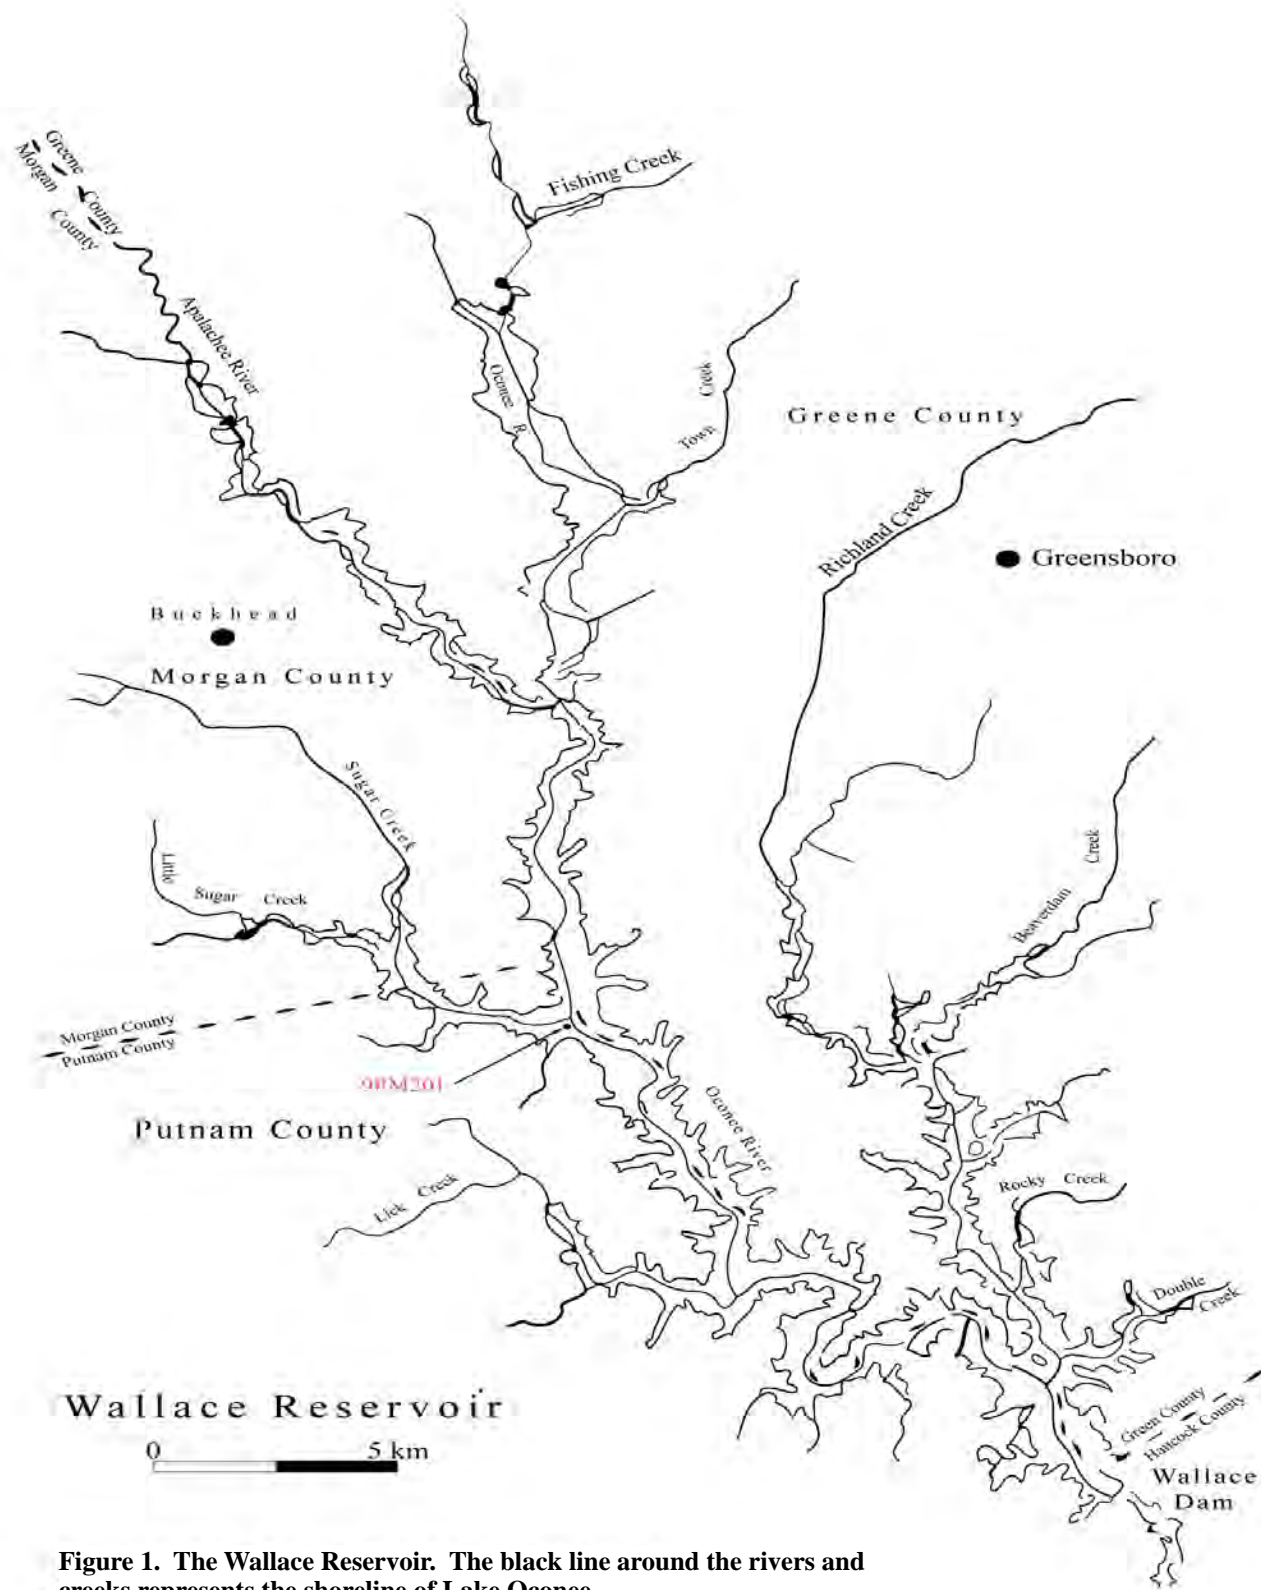 Fishing Creek
Greene County
Morgan County
Apalachee River
Oconee R.
Town Creek
Greene County
Richland Creek
Greensboro
Buckhead
Morgan County
Sugar Creek
Little Sugar Creek
Beaverdam Creek
Morgan County
Putnam County
Oconee River
Putnam County
Lick Creek
Rocky Creek
Double Creek
Green County
Hancock County
Wallace Reservoir
0 5 km
Wallace
Dam
Figure 1. The Wallace Reservoir. The black line around the rivers and
creeks represents the shoreline of Lake Oconee